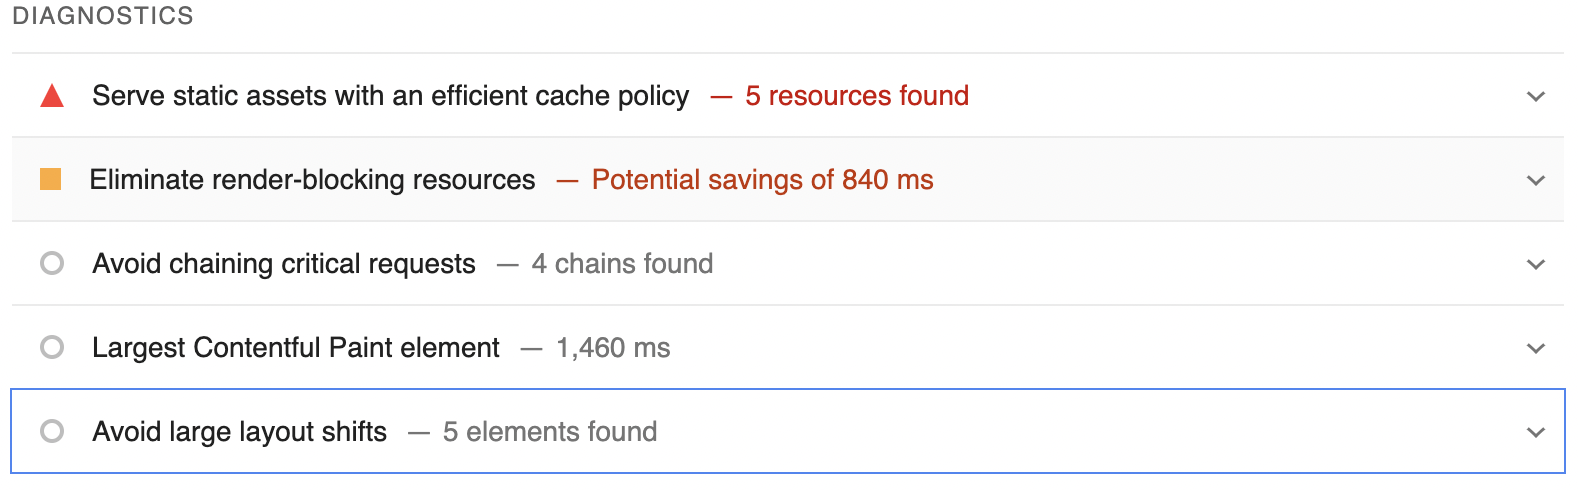 DIAGNOSTICS
Serve static assets with an efficient cache policy — 5 resources found
Eliminate render-blocking resources — Potential savings of 840 ms
Avoid chaining critical requests — 4 chains found
Largest Contentful Paint element — 1,460 ms
Avoid large layout shifts — 5 elements found